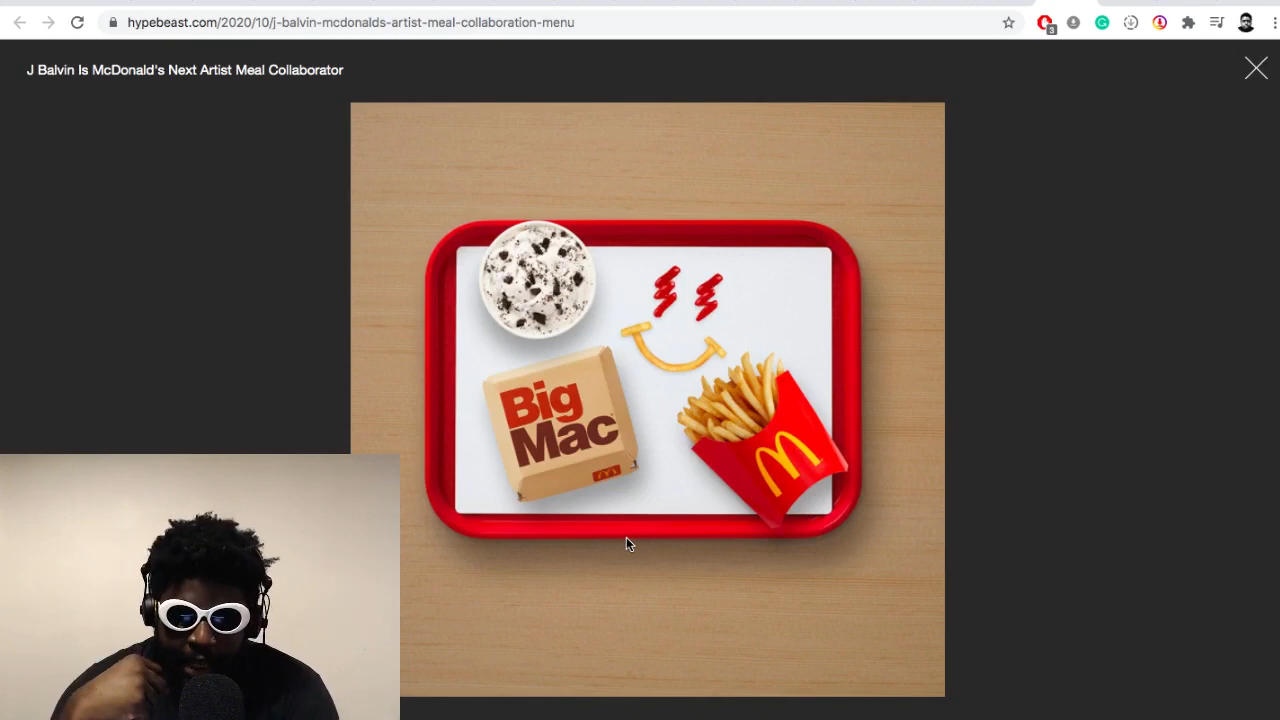 hypebeast.com/2020/10/j-balvin-mcdonalds-artist-meal-collaboration-menu
3
J Balvin Is McDonald's Next Artist Meal Collaborator
Big
Mac